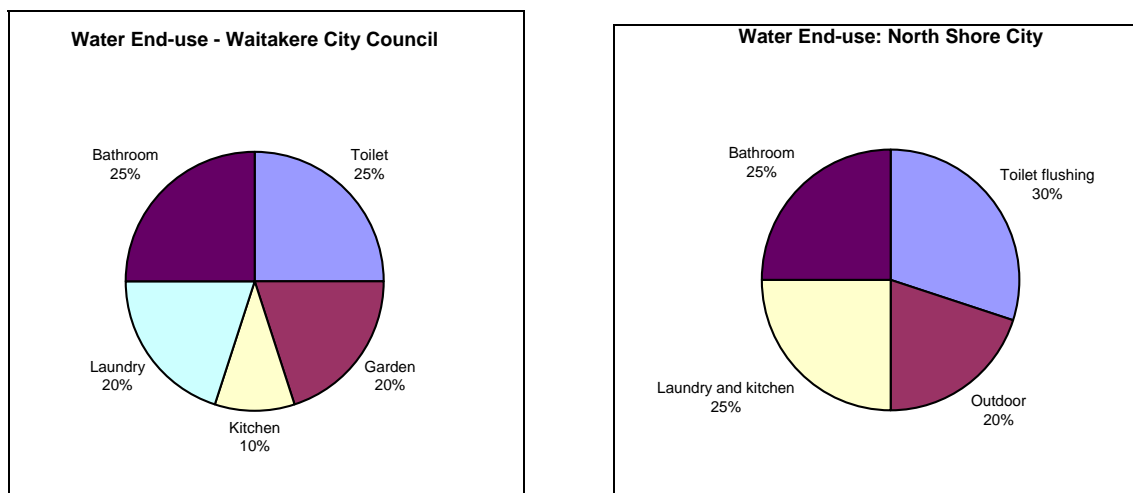 Water End-use - Waitakere City Council
Bathroom
25%
Toilet
25%
Laundry
20%
Garden
20%
Kitchen
10%
Water End-use: North Shore City
Bathroom
25%
Toilet flushing
30%
Laundry and kitchen
25%
Outdoor
20%